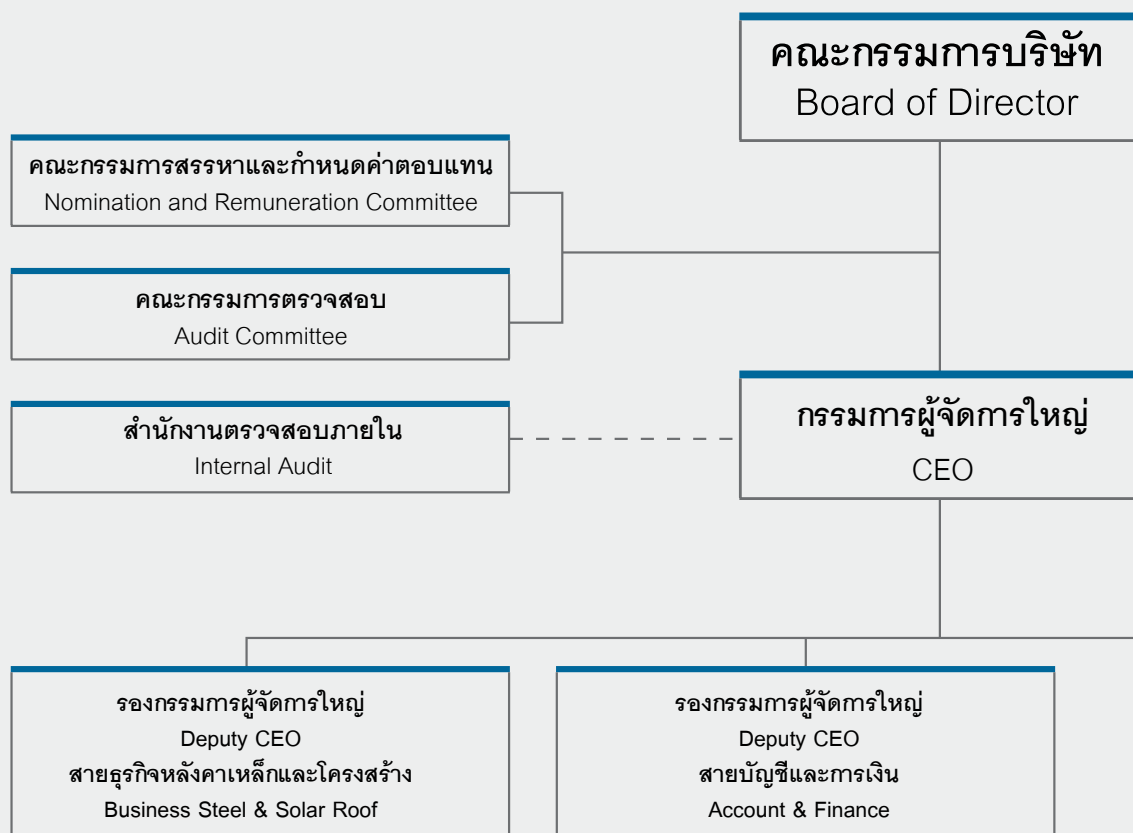 คณะกรรมการบริษัท
Board of Director
คณะกรรมการสรรหาและกำหนดค่าตอบแทน
Nomination and Remuneration Committee
คณะกรรมการตรวจสอบ
Audit Committee
สำนักงานตรวจสอบภายใน
Internal Audit
กรรมการผู้จัดการใหญ่
CEO
รองกรรมการผู้จัดการใหญ่
Deputy CEO
สายธุรกิจหลังคาเหล็กและโครงสร้าง
Business Steel & Solar Roof
รองกรรมการผู้จัดการใหญ่
Deputy CEO
สายบัญชีและการเงิน
Account & Finance